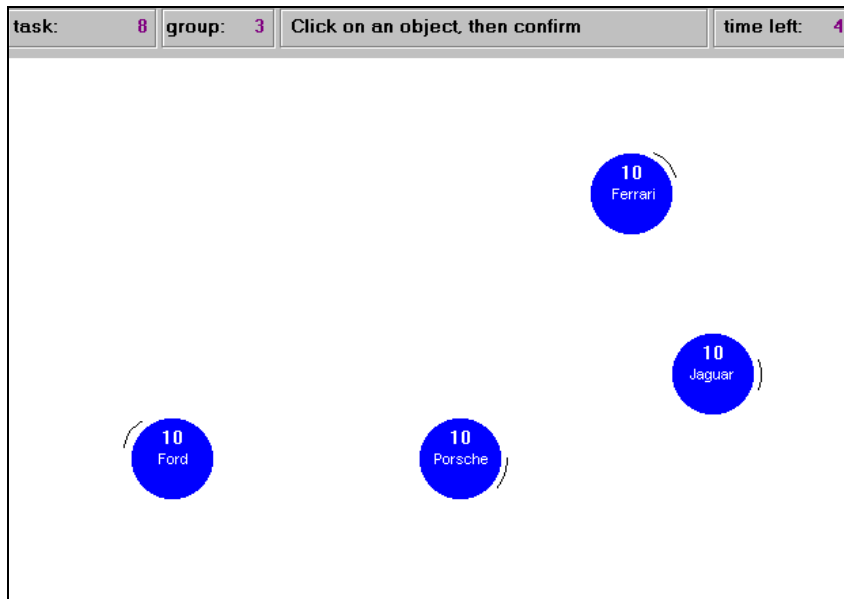 task: 8 group: 3 Click on an object, then confirm time left: 4
10
Ferrari
10
Jaguar
10
Ford
10
Porsche